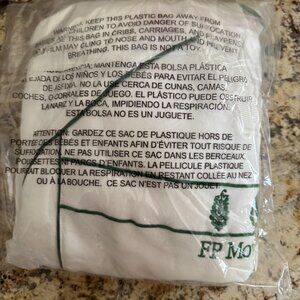 WARNING: KEEP THIS PLASTIC BAG AWAY FROM
CHILDREN TO AVOID DANGER OF SUFFOCATION
THIS BAG IN CRIBS, CARRIAGES, AND PLAYPENS
FILM MAY CLING TO NOSE AND MOUTH AND PREVENT
BREATHING. THIS BAG IS NOT A TOY
MANTENGA ESTA BOLSA PLÁSTICA
ALEJADA DE LOS NIÑOS Y LOS BEBÉS PARA EVITAR EL PELIGRO
DE ASFIXIA. NO LA USE CERCA DE CUNAS, CAMAS
COCHES, O CORRALES DE JUEGO. EL PLÁSTICO PUEDE OBSTRUIR
LA NARIZ Y LA BOCA, IMPIDIENDO LA RESPIRACIÓN.
ESTA BOLSA NO ES UN JUGUETE.
ATTENTION: GARDEZ CE SAC DE PLASTIQUE HORS DE
PORTÉE DES BÉBÉS ET ENFANTS AFIN D'ÉVITER TOUT RISQUE DE
SUFFOCATION. NE PAS UTILISER CE SAC DANS LES BERCEAUX,
POUSSETTES NI PARCS D'ENFANTS. LA PELLICULE PLASTIQUE
POURRAIT BLOQUER LA RESPIRATION EN RESTANT COLLÉE AU NEZ
OU À LA BOUCHE. CE SAC N'EST PAS UN JOUET.
FP MO